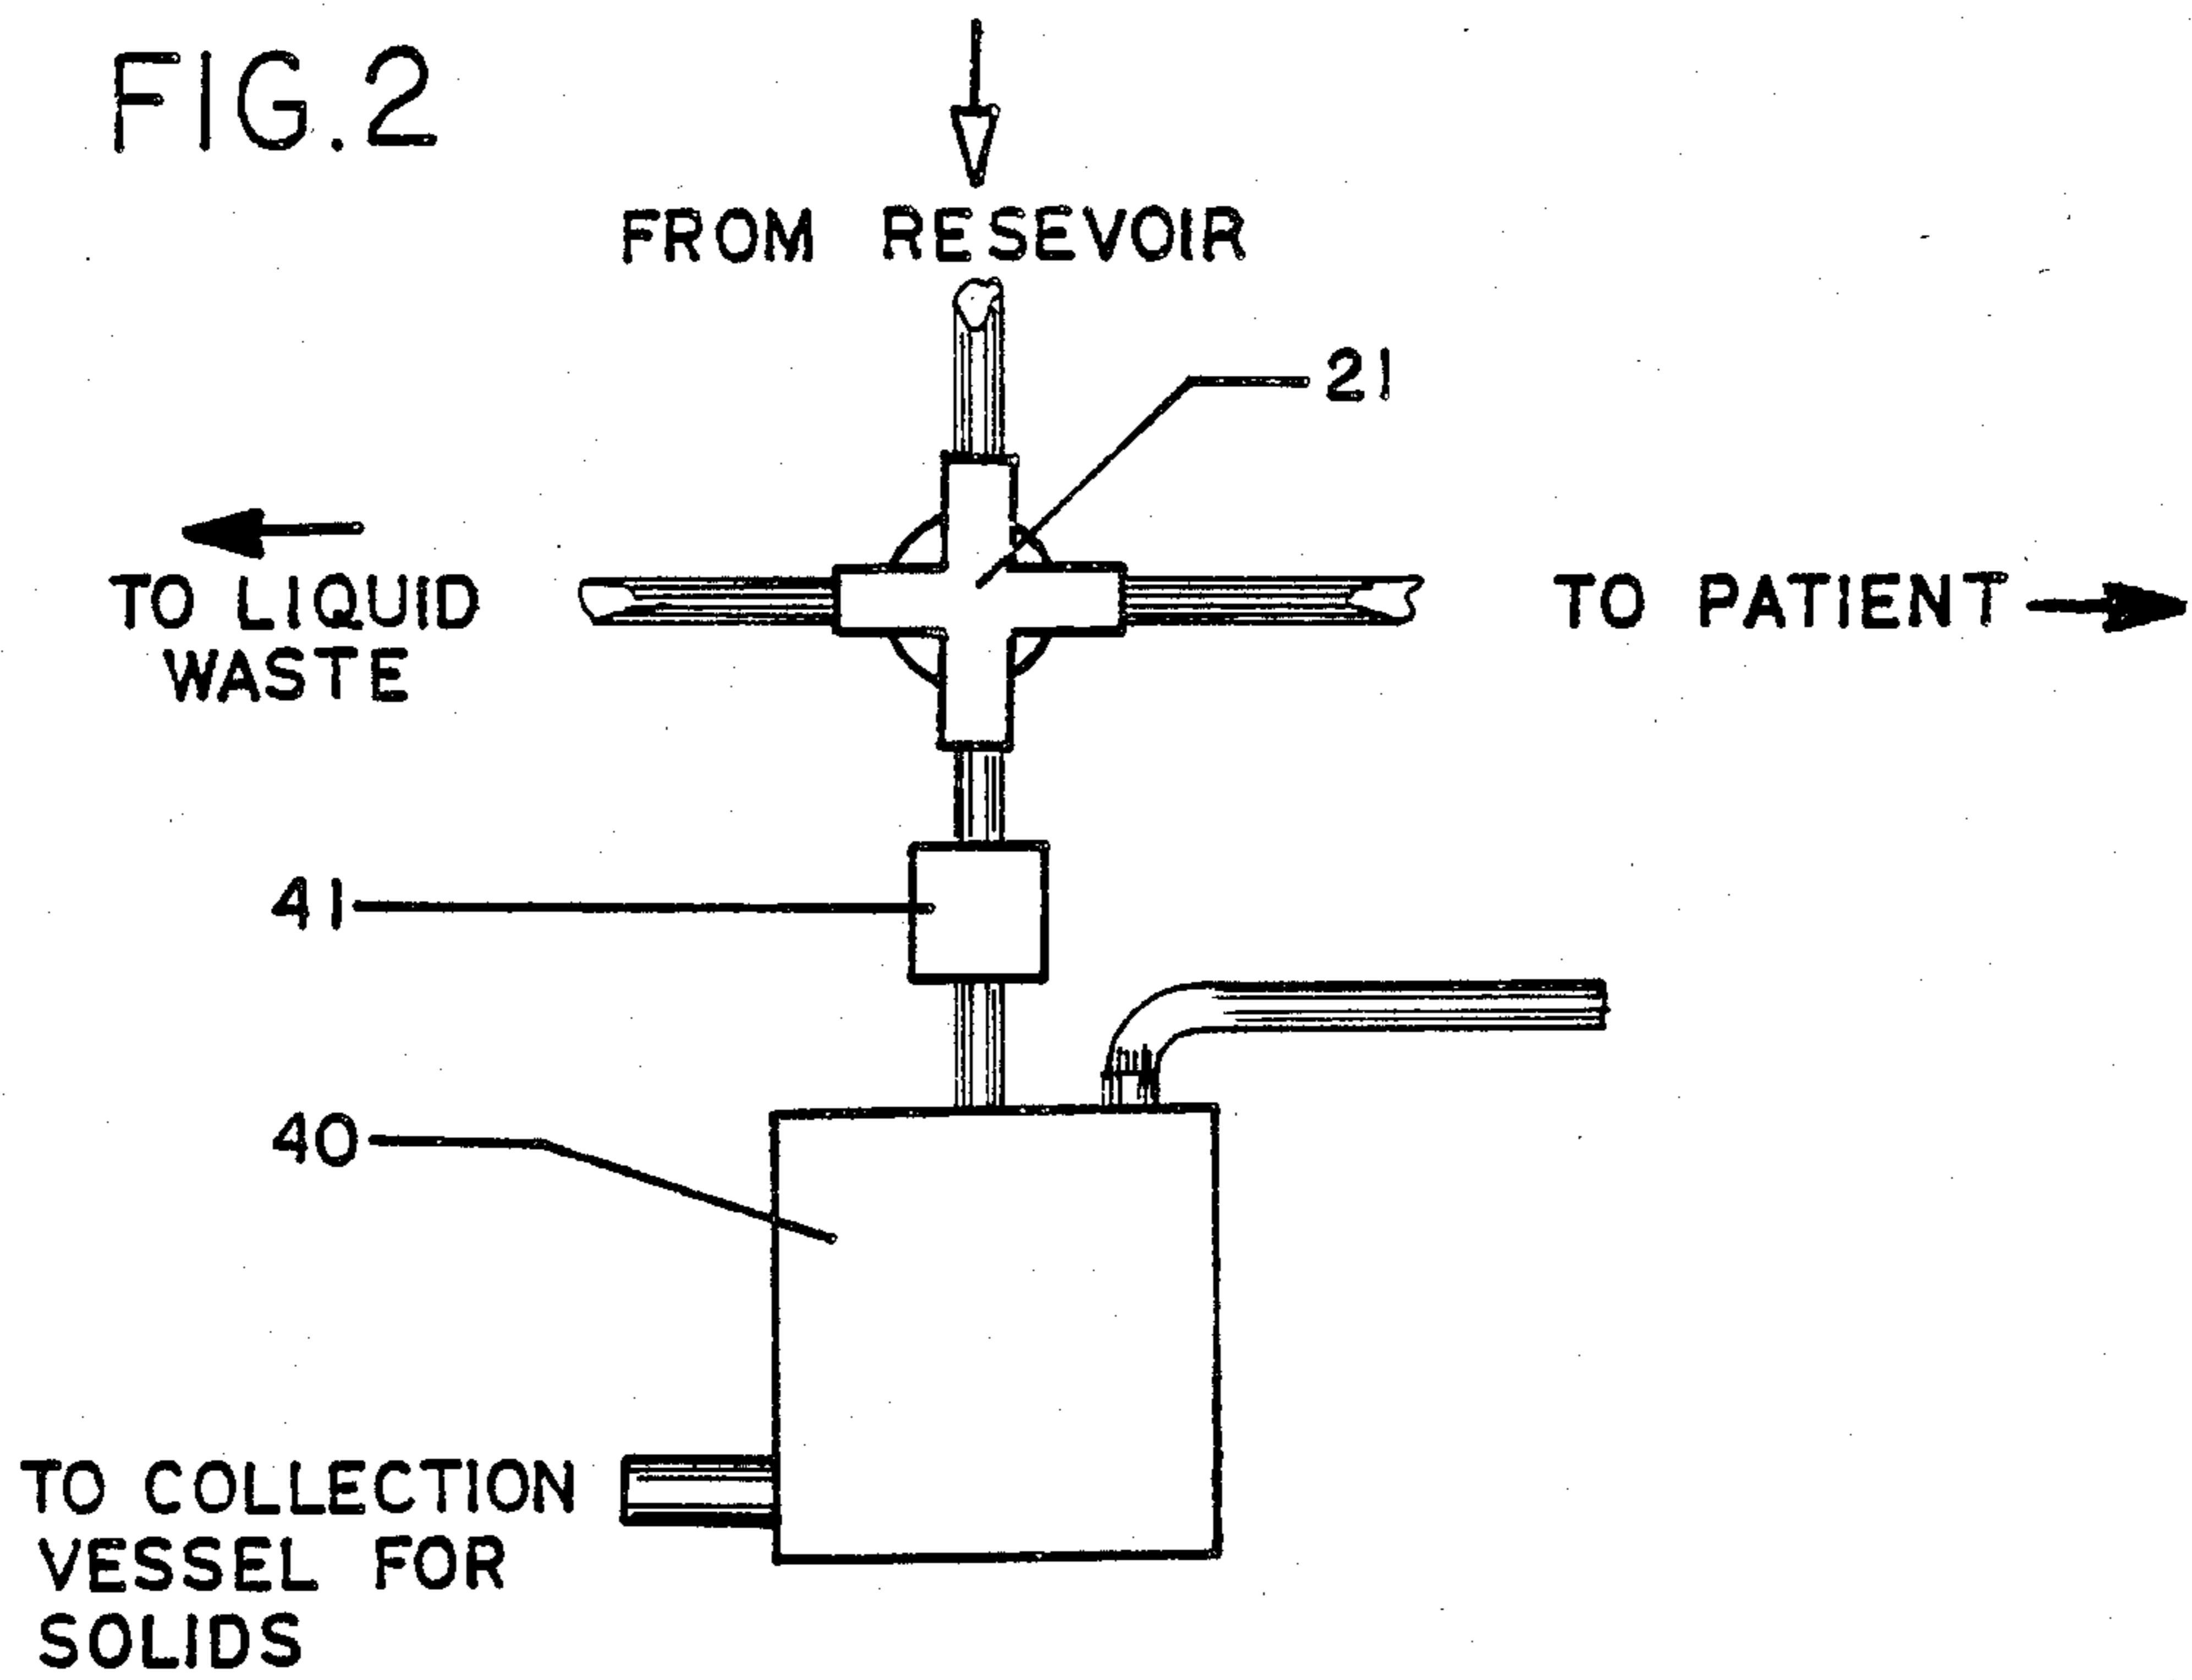 FIG.2
FROM RESEVOIR
21
TO LIQUID
WASTE
TO PATIENT
41
40
TO COLLECTION
VESSEL FOR
SOLIDS